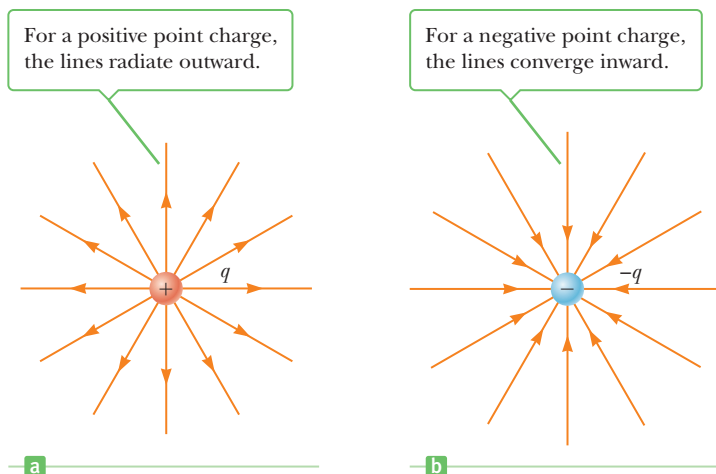 For a positive point charge,
the lines radiate outward.
For a negative point charge,
the lines converge inward.
q
+
−q
−
a
b